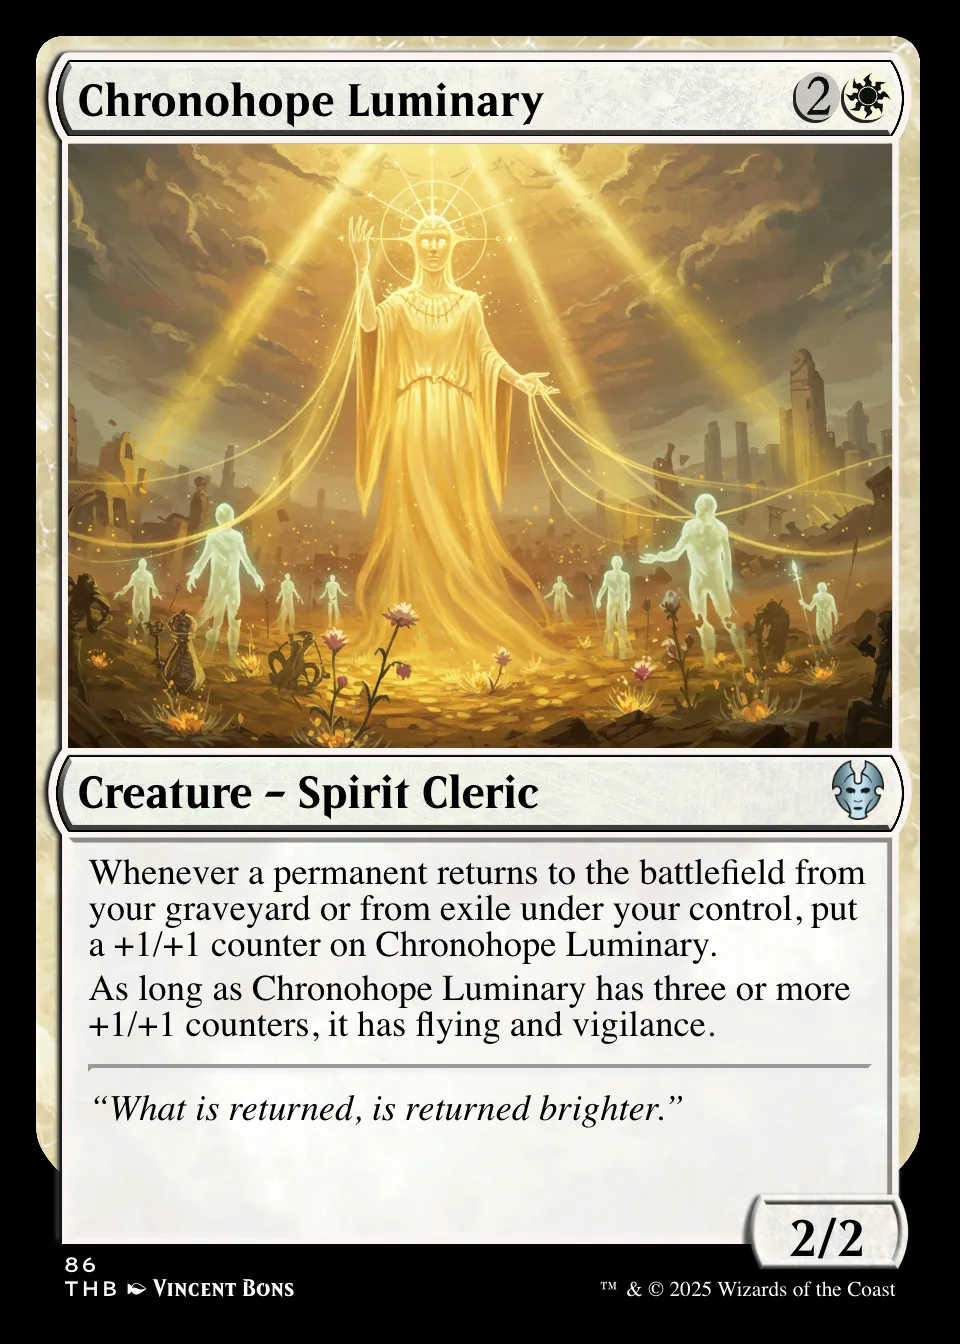 Chronohope Luminary 2
Creature – Spirit Cleric
Whenever a permanent returns to the battlefield from
your graveyard or from exile under your control, put
a +1/+1 counter on Chronohope Luminary.
As long as Chronohope Luminary has three or more
+1/+1 counters, it has flying and vigilance.
“What is returned, is returned brighter.”
2/2
86
THB Vincent Bons
™ & © 2025 Wizards of the Coast